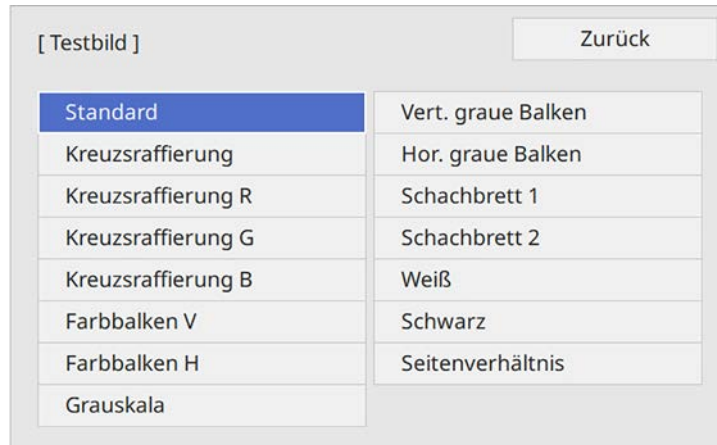 [ Testbild ]
Zurück
Standard
Kreuzsraffierung
Kreuzsraffierung R
Kreuzsraffierung G
Kreuzsraffierung B
Farbbalken V
Farbbalken H
Grauskala
Vert. graue Balken
Hor. graue Balken
Schachbrett 1
Schachbrett 2
Weiß
Schwarz
Seitenverhältnis